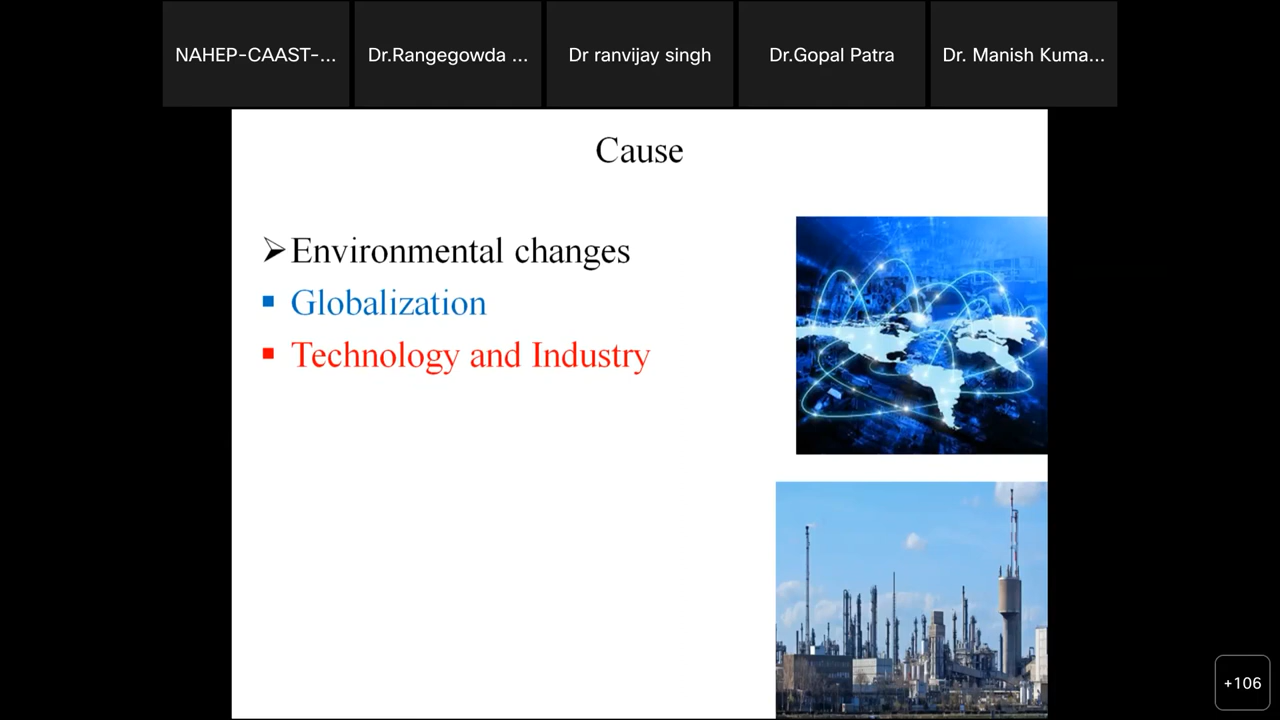 NAHEP-CAAST-...
Dr.Rangegowda ...
Dr ranvijay singh
Dr.Gopal Patra
Dr. Manish Kuma...
Cause
Environmental changes
Globalization
Technology and Industry
+106